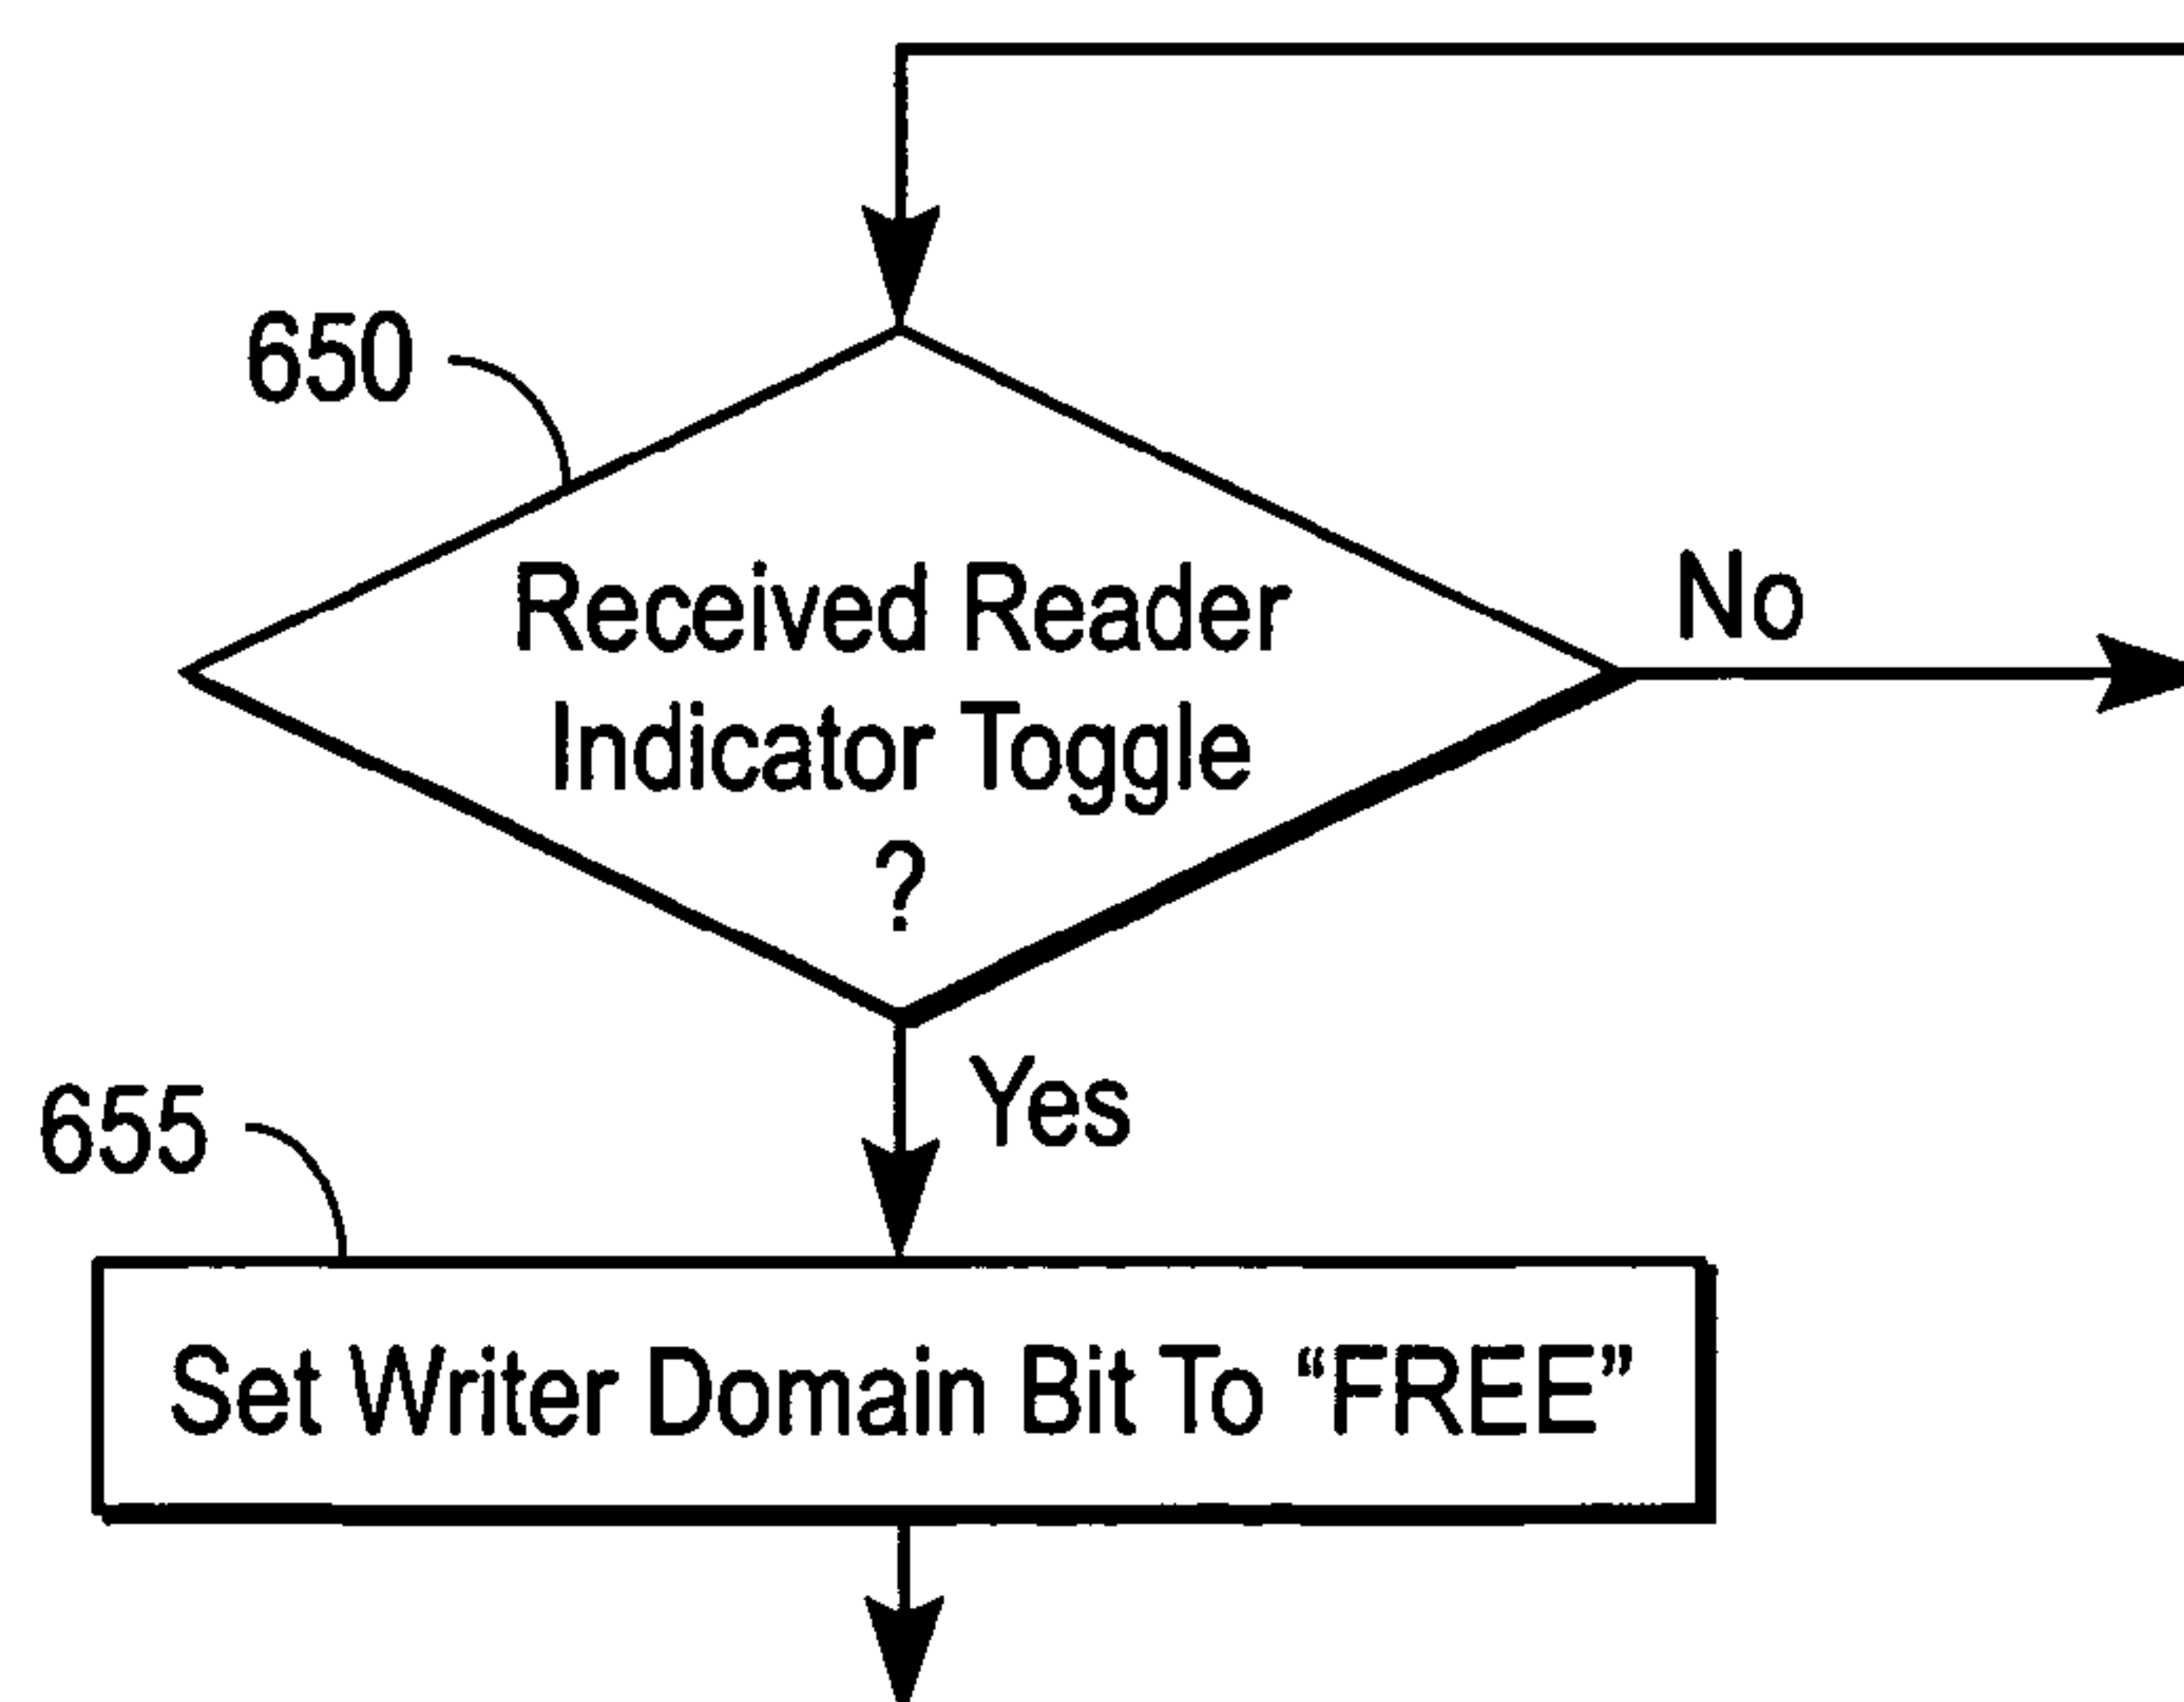 650
Received Reader
Indicator Toggle
?
No
Yes
655
Set Writer Domain Bit To “FREE”